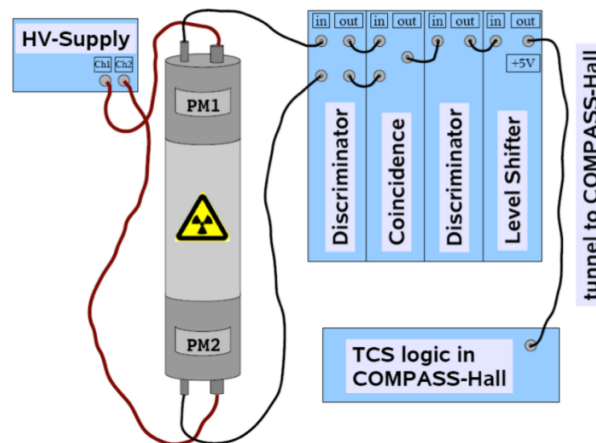 HV-Supply
Ch1 Ch2
PM1
PM2
in out in out in out in out
+5V
Discriminator
Coincidence
Discriminator
Level Shifter
tunnel to COMPASS-Hall
TCS logic in
COMPASS-Hall